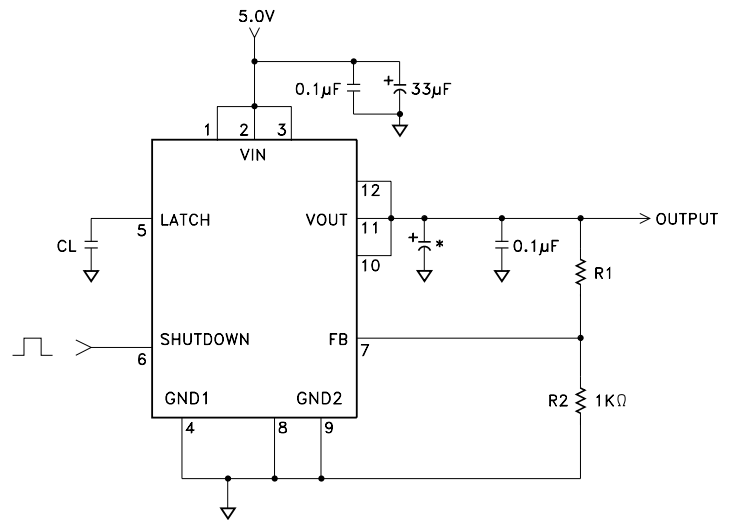 5.0V
0.1µF
+
33µF
1
2
3
VIN
12
LATCH
VOUT
11
OUTPUT
5
CL
+
*
0.1µF
10
R1
SHUTDOWN
FB
6
7
GND1
GND2
R2
1KΩ
4
8
9